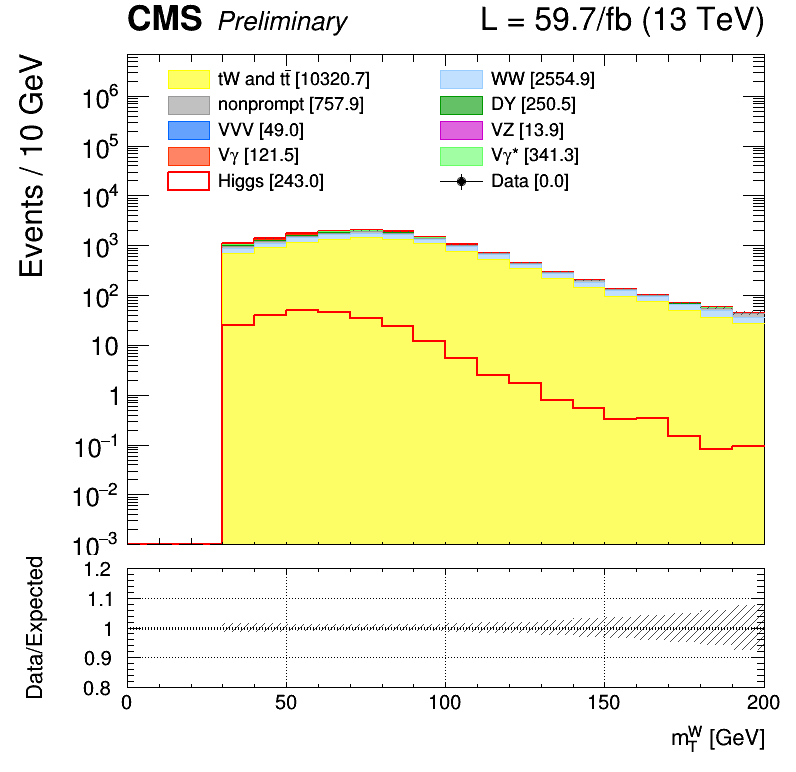 CMS Preliminary L = 59.7/fb (13 TeV)
Events / 10 GeV
tW and tt̄ [10320.7] WW [2554.9]
nonprompt [757.9] DY [250.5]
VVV [49.0] VZ [13.9]
Vγ [121.5] Vγ* [341.3]
Higgs [243.0] Data [0.0]
10⁶
10⁵
10⁴
10³
10²
10
1
10⁻¹
10⁻²
10⁻³
Data/Expected
1.2
1.1
1
0.9
0.8
0 50 100 150 200
m_T^W [GeV]